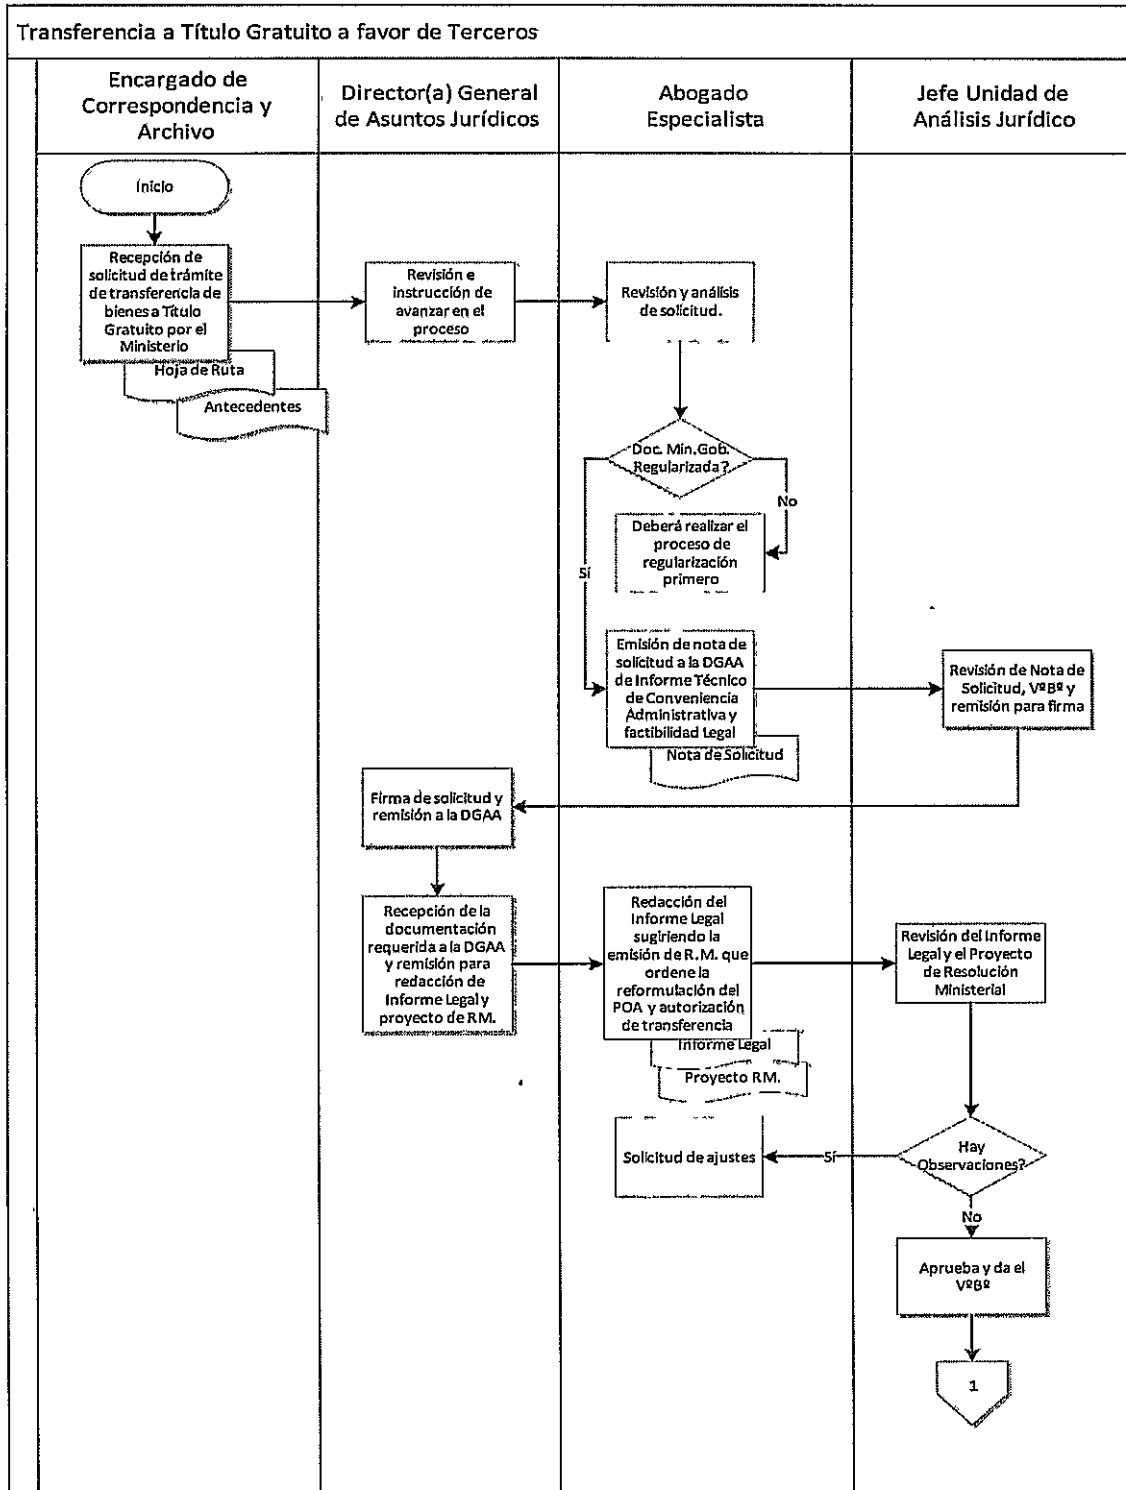 Transferencia a Título Gratuito a favor de Terceros
Encargado de
Correspondencia y
Archivo
Director(a) General
de Asuntos Jurídicos
Abogado
Especialista
Jefe Unidad de
Análisis Jurídico
Inicio
Recepción de
solicitud de trámite
de transferencia de
bienes a Título
Gratuito por el
Ministerio
Hoja de Ruta
Antecedentes
Revisión e
instrucción de
avanzar en el
proceso
Revisión y análisis
de solicitud.
Doc. Min.Gob.
Regularizada?
No
Deberá realizar el
proceso de
regularización
primero
Sí
Emisión de nota de
solicitud a la DGAA
de Informe Técnico
de Conveniencia
Administrativa y
factibilidad Legal
Nota de Solicitud
Revisión de Nota de
Solicitud, VºBº y
remisión para firma
Firma de solicitud y
remisión a la DGAA
Recepción de la
documentación
requerida a la DGAA
y remisión para
redacción de
Informe Legal y
proyecto de RM.
Redacción del
Informe Legal
sugiriendo la
emisión de R.M. que
ordene la
reformulación del
POA y autorización
de transferencia
Informe Legal
Proyecto RM.
Revisión del Informe
Legal y el Proyecto
de Resolución
Ministerial
Hay
Observaciones?
Sí
Solicitud de ajustes
No
Aprueba y da el
VºBº
1